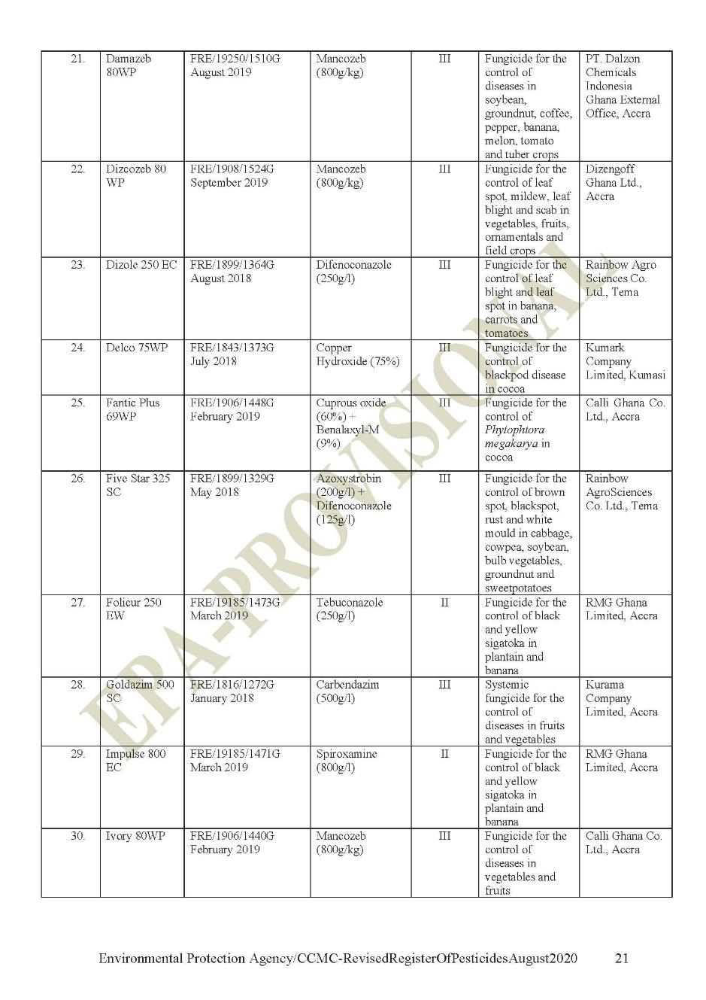 21.
Damazeb
80WP
FRE/19250/1510G
August 2019
Mancozeb
(800g/kg)
III
Fungicide for the
control of
diseases in
soybean,
groundnut, coffee,
pepper, banana,
melon, tomato
and tuber crops
PT. Dalzon
Chemicals
Indonesia
Ghana External
Office, Accra
22.
Dizcozeb 80
WP
FRE/1908/1524G
September 2019
Mancozeb
(800g/kg)
III
Fungicide for the
control of leaf
spot, mildew, leaf
blight and scab in
vegetables, fruits,
ornamentals and
field crops
Dizengoff
Ghana Ltd.,
Accra
23.
Dizole 250 EC
FRE/1899/1364G
August 2018
Difenoconazole
(250g/l)
III
Fungicide for the
control of leaf
blight and leaf
spot in banana,
carrots and
tomatoes
Rainbow Agro
Sciences Co.
Ltd., Tema
24.
Delco 75WP
FRE/1843/1373G
July 2018
Copper
Hydroxide (75%)
III
Fungicide for the
control of
blackpod disease
in cocoa
Kumark
Company
Limited, Kumasi
25.
Fantic Plus
69WP
FRE/1906/1448G
February 2019
Cuprous oxide
(60%) +
Benalaxyl-M
(9%)
III
Fungicide for the
control of
Phytophtora
megakarya in
cocoa
Calli Ghana Co.
Ltd., Accra
26.
Five Star 325
SC
FRE/1899/1329G
May 2018
Azoxystrobin
(200g/l) +
Difenoconazole
(125g/l)
III
Fungicide for the
control of brown
spot, blackspot,
rust and white
mould in cabbage,
cowpea, soybean,
bulb vegetables,
groundnut and
sweetpotatoes
Rainbow
AgroSciences
Co. Ltd., Tema
27.
Folicur 250
EW
FRE/19185/1473G
March 2019
Tebuconazole
(250g/l)
II
Fungicide for the
control of black
and yellow
sigatoka in
plantain and
banana
RMG Ghana
Limited, Accra
28.
Goldazim 500
SC
FRE/1816/1272G
January 2018
Carbendazim
(500g/l)
III
Systemic
fungicide for the
control of
diseases in fruits
and vegetables
Kurama
Company
Limited, Accra
29.
Impulse 800
EC
FRE/19185/1471G
March 2019
Spiroxamine
(800g/l)
II
Fungicide for the
control of black
and yellow
sigatoka in
plantain and
banana
RMG Ghana
Limited, Accra
30.
Ivory 80WP
FRE/1906/1440G
February 2019
Mancozeb
(800g/kg)
III
Fungicide for the
control of
diseases in
vegetables and
fruits
Calli Ghana Co.
Ltd., Accra
EPA-PROVISIONAL
Environmental Protection Agency/CCMC-RevisedRegisterOfPesticidesAugust2020 21